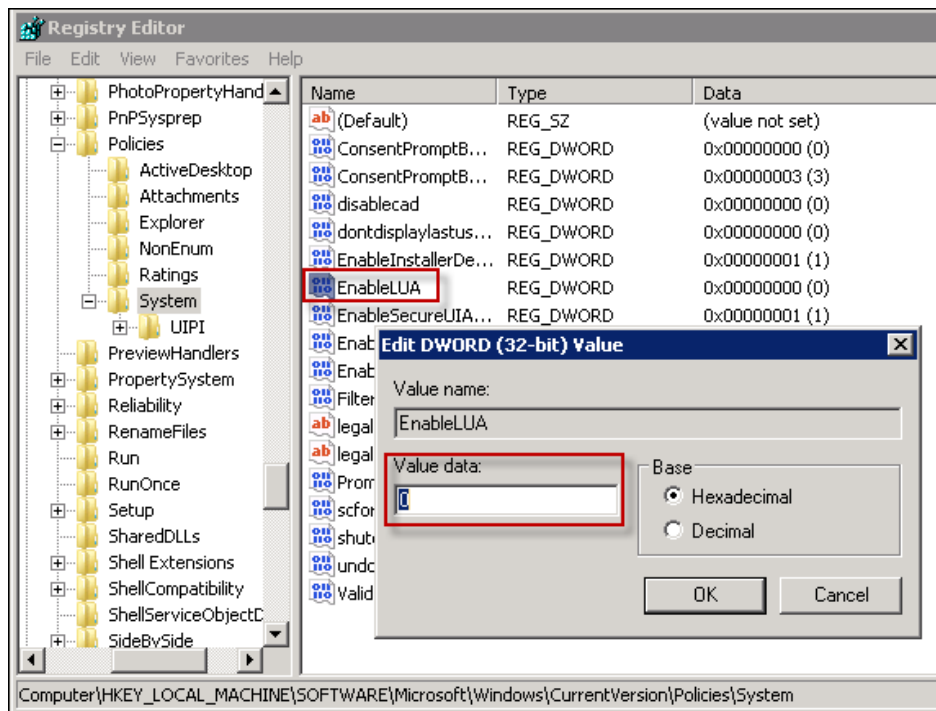 Registry Editor
File Edit View Favorites Help
PhotoPropertyHand
PnPSysprep
Policies
ActiveDesktop
Attachments
Explorer
NonEnum
Ratings
System
UIPI
PreviewHandlers
PropertySystem
Reliability
RenameFiles
Run
RunOnce
Setup
SharedDLLs
Shell Extensions
ShellCompatibility
ShellServiceObjectD
SideBySide
Name Type Data
(Default) REG_SZ (value not set)
ConsentPromptB... REG_DWORD 0x00000000 (0)
ConsentPromptB... REG_DWORD 0x00000003 (3)
disablecad REG_DWORD 0x00000000 (0)
dontdisplaylastus... REG_DWORD 0x00000000 (0)
EnableInstallerDe... REG_DWORD 0x00000001 (1)
EnableLUA REG_DWORD 0x00000000 (0)
EnableSecureUIA... REG_DWORD 0x00000001 (1)
Enab
Enab
Filter
legal
legal
Prom
scfor
shut
undo
Valid
Edit DWORD (32-bit) Value
Value name:
EnableLUA
Value data:
0
Base
Hexadecimal
Decimal
OK Cancel
Computer\HKEY_LOCAL_MACHINE\SOFTWARE\Microsoft\Windows\CurrentVersion\Policies\System